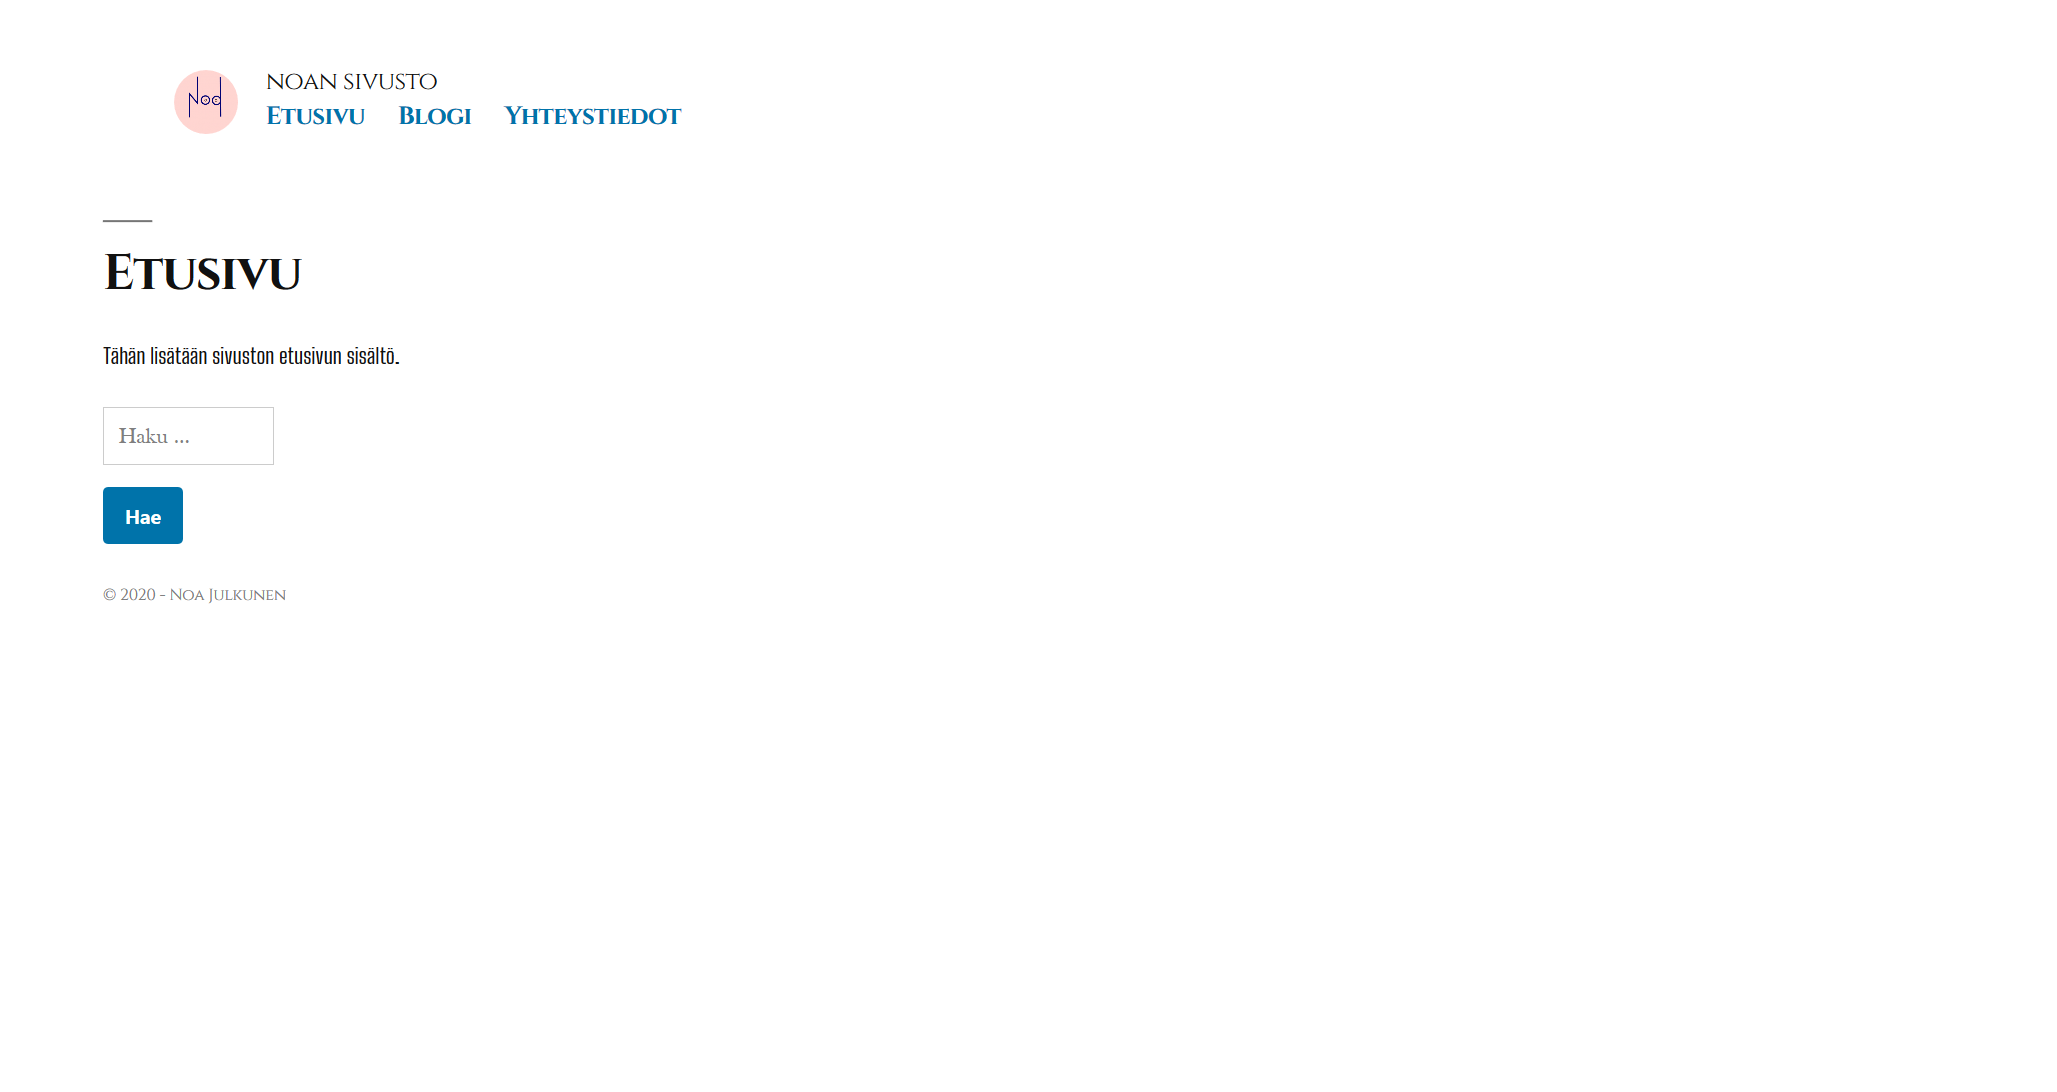 Noa
NOAN SIVUSTO
Etusivu Blogi Yhteystiedot
Etusivu
Tähän lisätään sivuston etusivun sisältö.
Haku …
Hae
© 2020 - Noa Julkunen